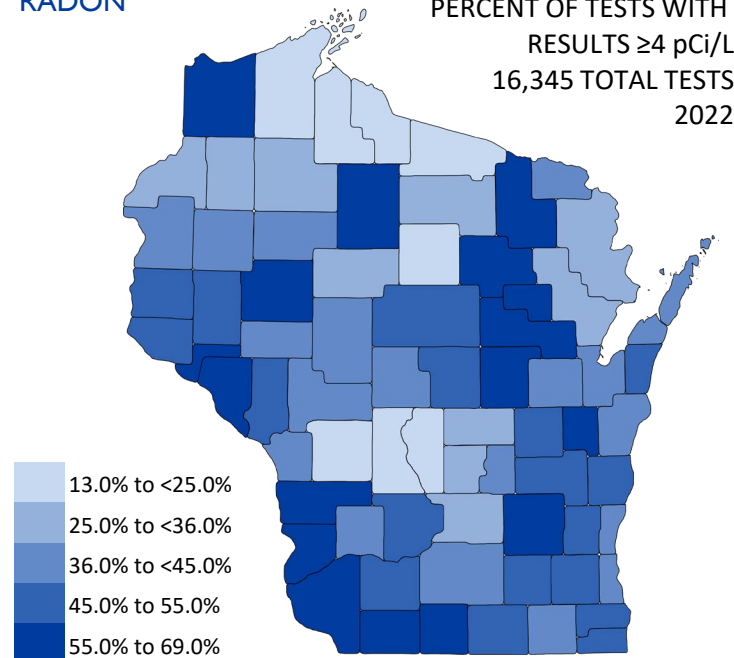 RADON
PERCENT OF TESTS WITH
RESULTS ≥4 pCi/L
16,345 TOTAL TESTS
2022
13.0% to <25.0%
25.0% to <36.0%
36.0% to <45.0%
45.0% to 55.0%
55.0% to 69.0%